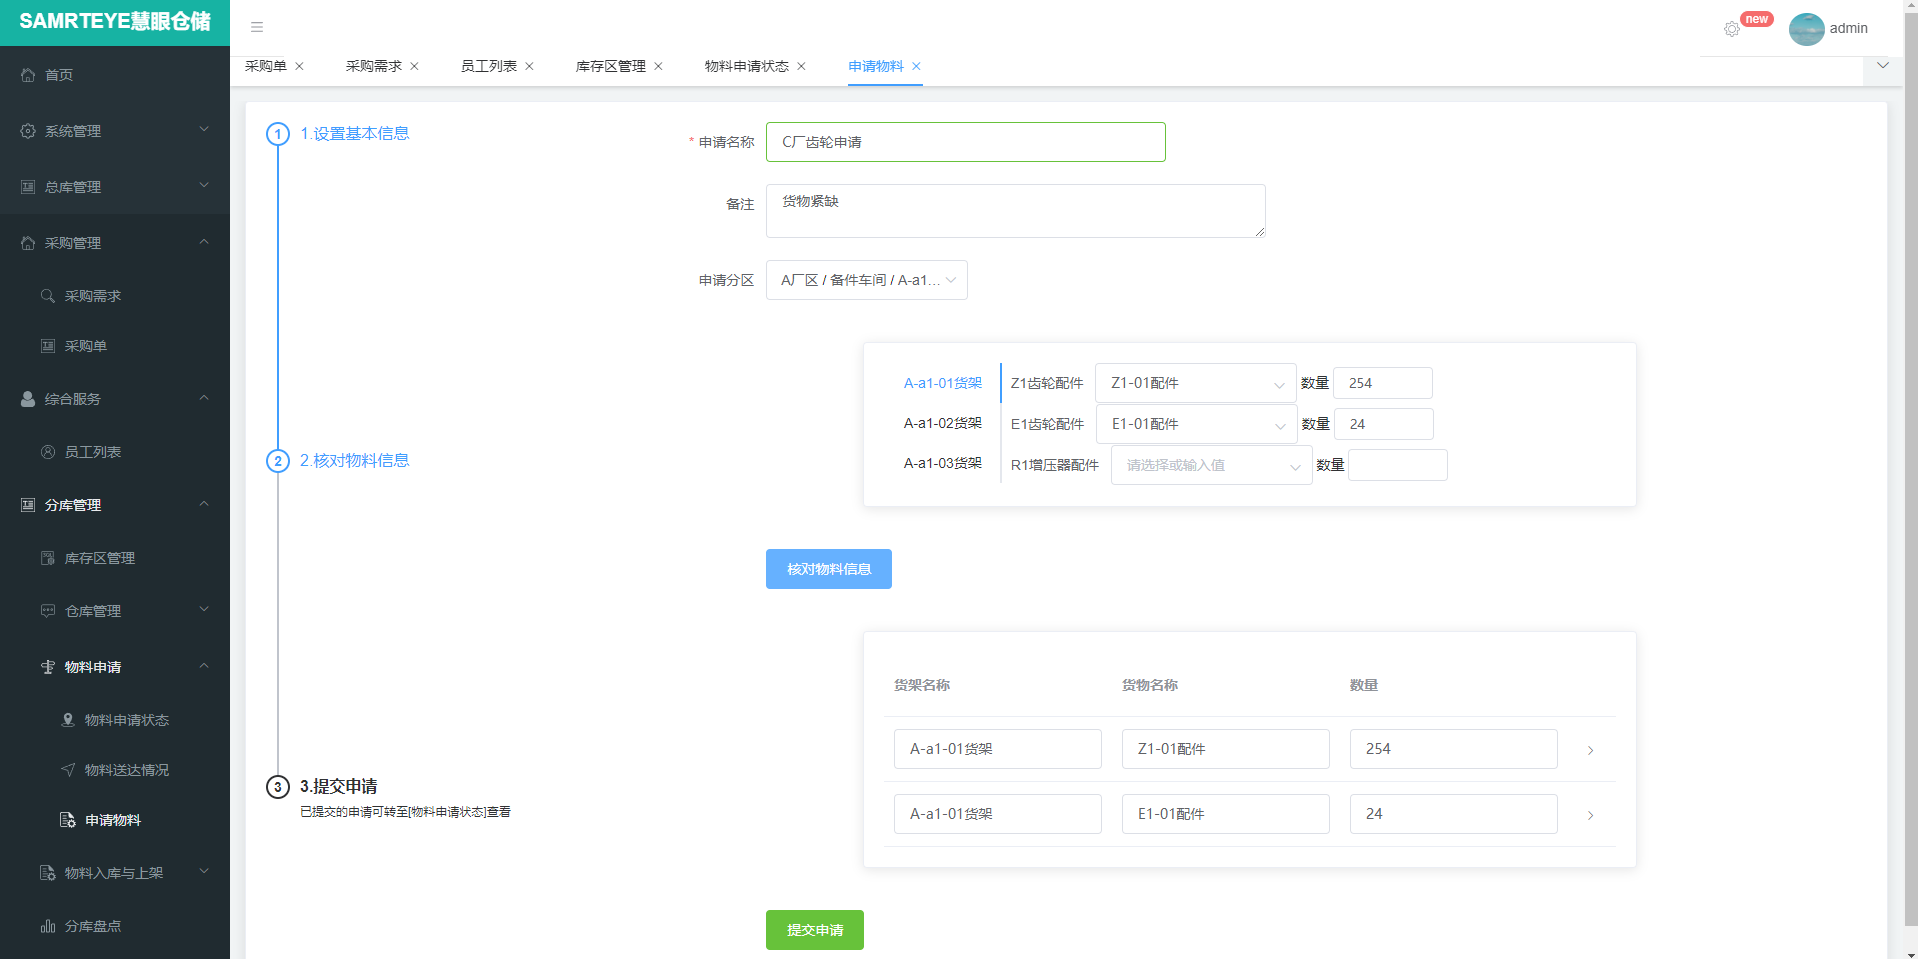 SAMRTEYE慧眼仓储
new
admin
采购单
采购需求
员工列表
库存区管理
物料申请状态
申请物料
首页
系统管理
总库管理
采购管理
采购需求
采购单
综合服务
员工列表
分库管理
库存区管理
仓库管理
物料申请
物料申请状态
物料送达情况
申请物料
物料入库与上架
分库盘点
1 1.设置基本信息
2 2.核对物料信息
3 3.提交申请
已提交的申请可转至[物料申请状态]查看
* 申请名称 C厂齿轮申请
备注 货物紧缺
申请分区 A厂区 / 备件车间 / A-a1...
A-a1-01货架 Z1齿轮配件 Z1-01配件 数量 254
A-a1-02货架 E1齿轮配件 E1-01配件 数量 24
A-a1-03货架 R1增压器配件 请选择或输入值 数量
核对物料信息
货架名称 货物名称 数量
A-a1-01货架 Z1-01配件 254
A-a1-01货架 E1-01配件 24
提交申请